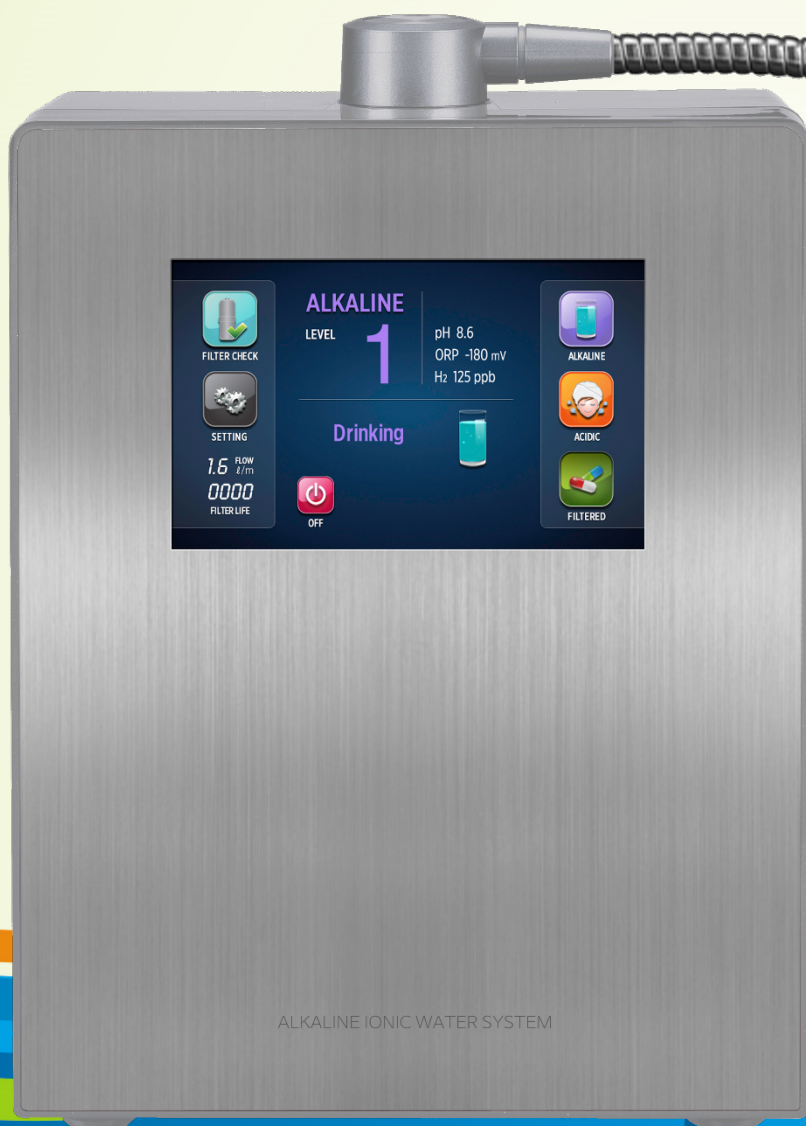 FILTER CHECK
SETTING
1.6 FLOW ℓ/m
0000
FILTER LIFE
ALKALINE
LEVEL
1
pH 8.6
ORP -180 mV
H₂ 125 ppb
Drinking
OFF
ALKALINE
ACIDIC
FILTERED
ALKALINE IONIC WATER SYSTEM